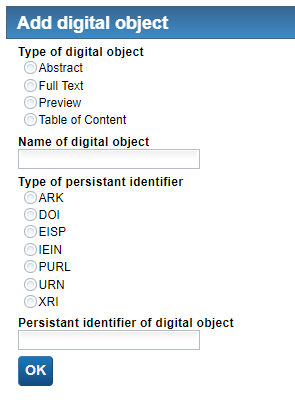 Add digital object
Type of digital object
Abstract
Full Text
Preview
Table of Content
Name of digital object
Type of persistant identifier
ARK
DOI
EISP
IEIN
PURL
URN
XRI
Persistant identifier of digital object
OK